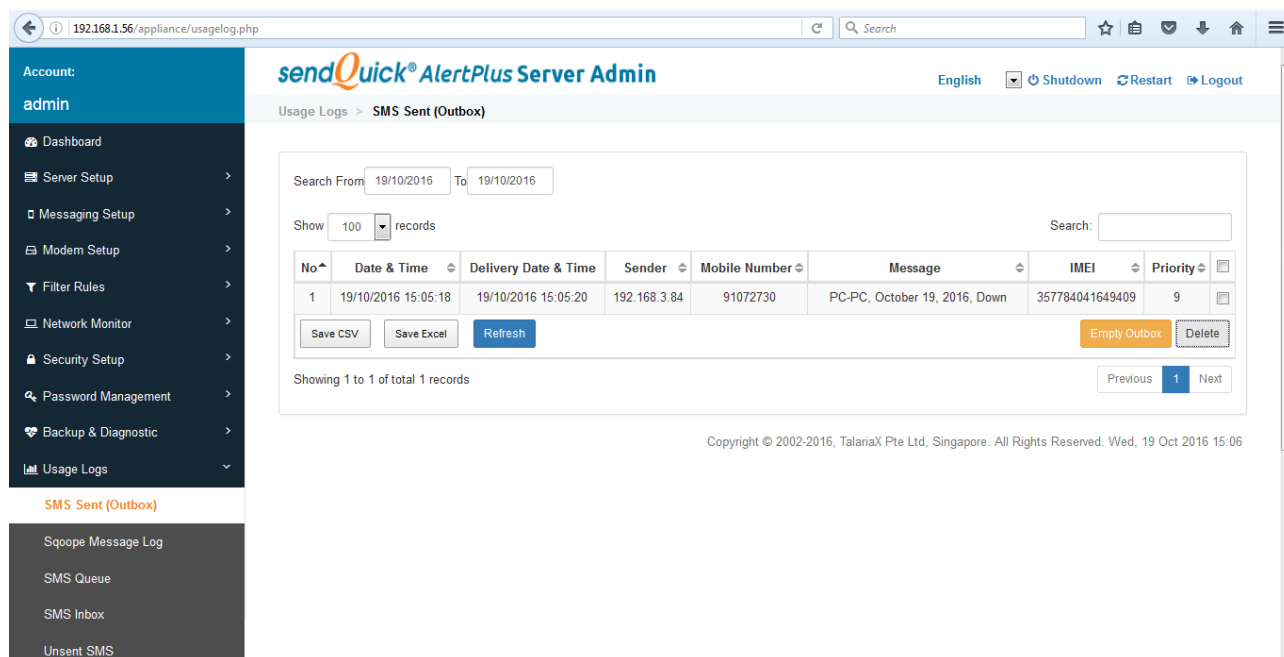 192.168.1.56/appliance/usagelog.php
Search
Account:
admin
Dashboard
Server Setup
Messaging Setup
Modem Setup
Filter Rules
Network Monitor
Security Setup
Password Management
Backup & Diagnostic
Usage Logs
SMS Sent (Outbox)
Sqoope Message Log
SMS Queue
SMS Inbox
Unsent SMS
sendQuick® AlertPlus Server Admin
English Shutdown Restart Logout
Usage Logs > SMS Sent (Outbox)
Search From 19/10/2016 To 19/10/2016
Show 100 records Search:
No Date & Time Delivery Date & Time Sender Mobile Number Message IMEI Priority
1 19/10/2016 15:05:18 19/10/2016 15:05:20 192.168.3.84 91072730 PC-PC, October 19, 2016, Down 357784041649409 9
Save CSV Save Excel Refresh Empty Outbox Delete
Showing 1 to 1 of total 1 records Previous 1 Next
Copyright © 2002-2016, TalariaX Pte Ltd, Singapore. All Rights Reserved. Wed, 19 Oct 2016 15:06